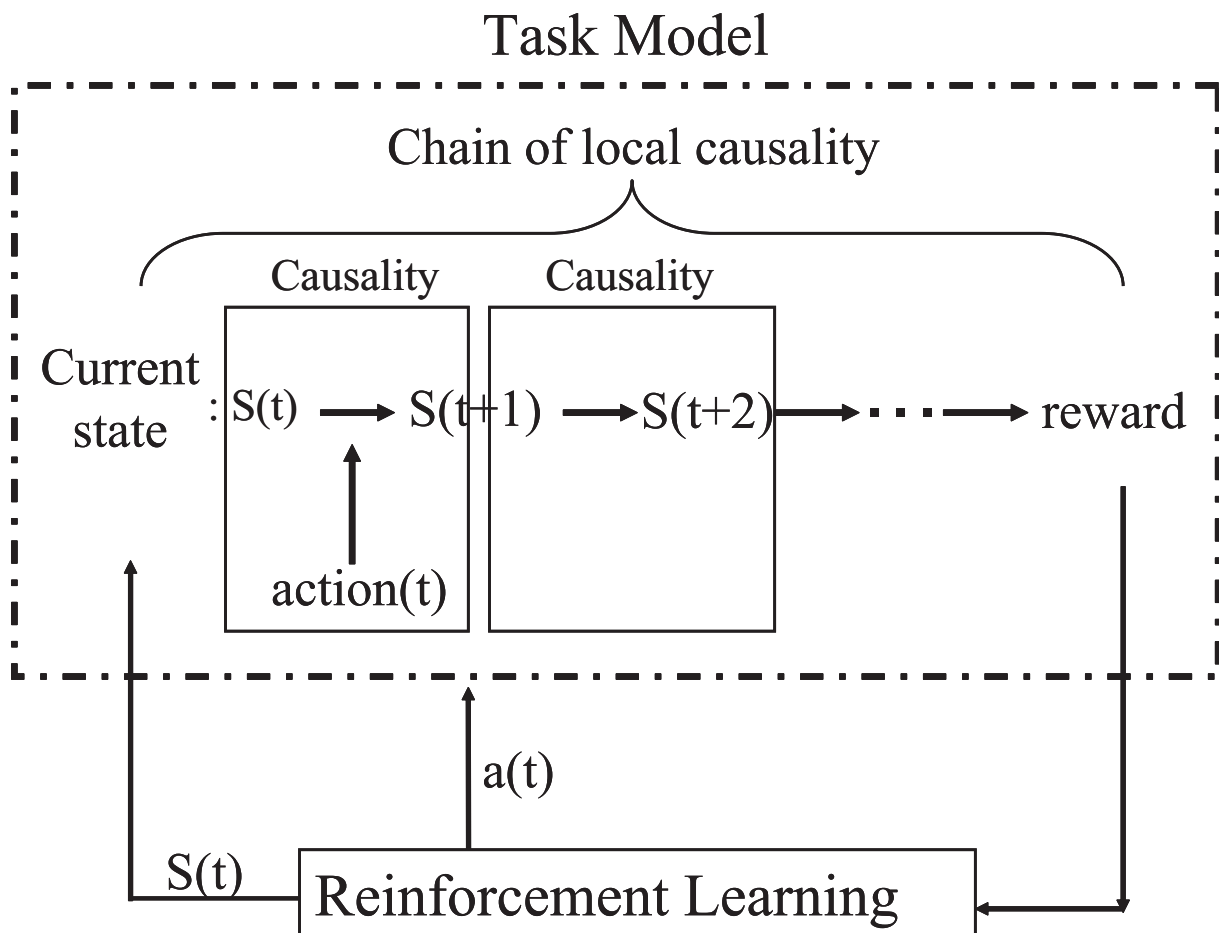 Task Model
Chain of local causality
Causality Causality
Current
state
: S(t) S(t+1) S(t+2) reward
action(t)
a(t)
S(t)
Reinforcement Learning